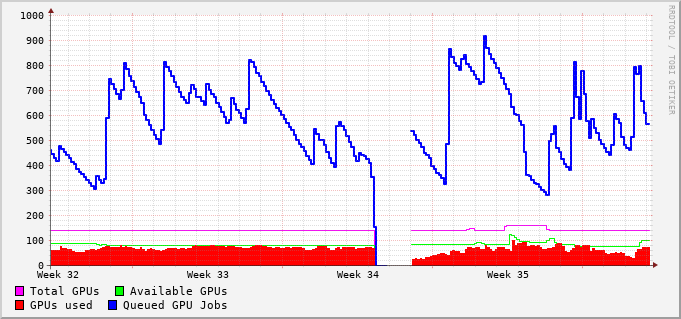 1000
900
800
700
600
500
400
300
200
100
0
Week 32 Week 33 Week 34 Week 35
Total GPUs Available GPUs
GPUs used Queued GPU Jobs
RRDTOOL / TOBI OETIKER